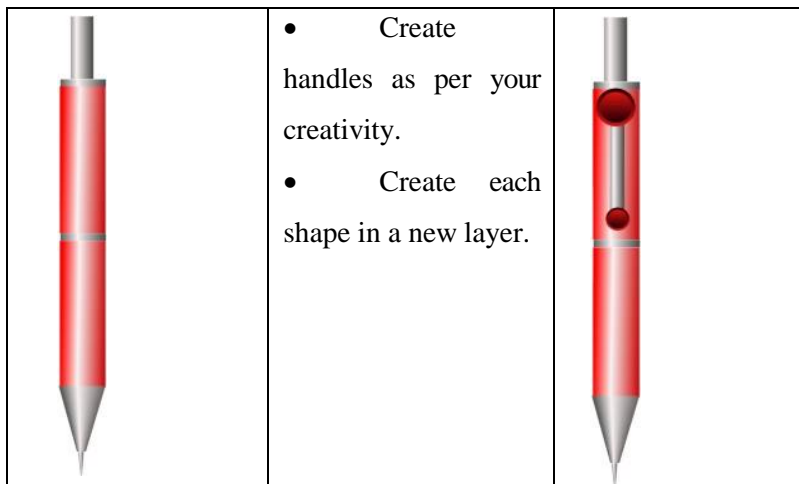 • Create
handles as per your
creativity.
• Create each
shape in a new layer.